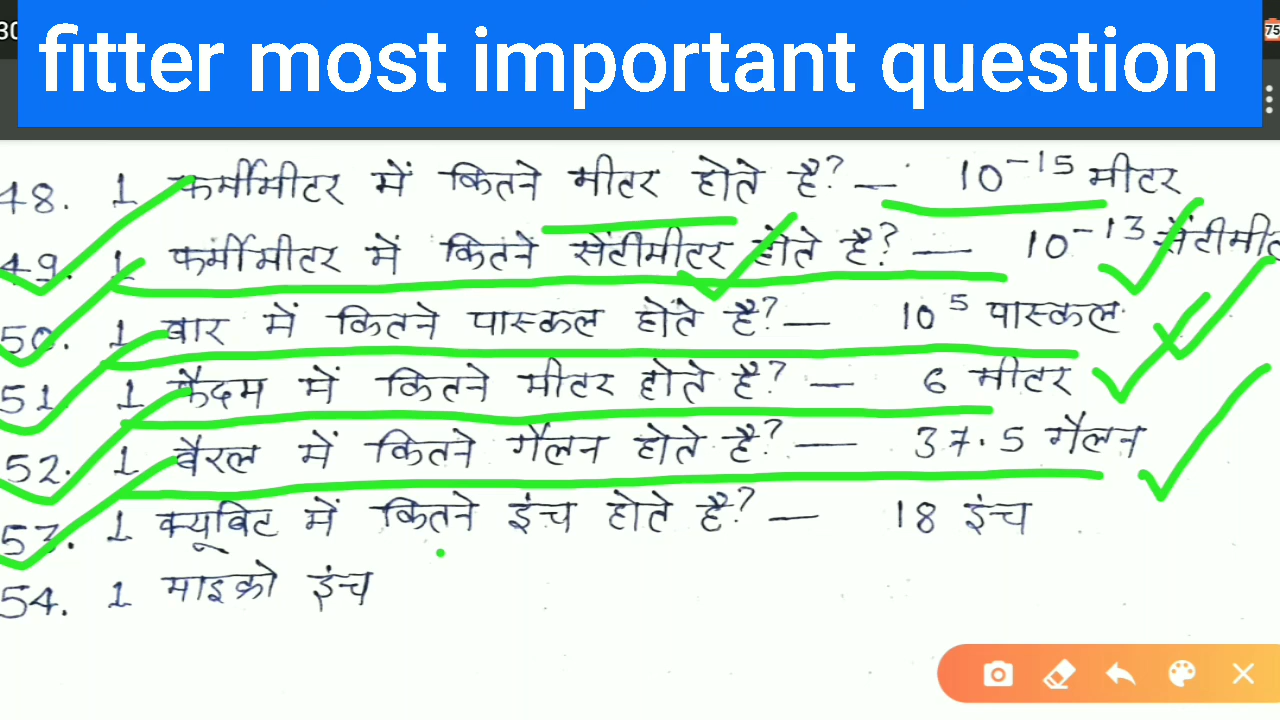 30
75
fitter most important question
48. 1 फर्मीमीटर में कितने मीटर होते है? — 10⁻¹⁵ मीटर
49. 1 फर्मीमीटर में कितने सेंटीमीटर होते है? — 10⁻¹³ सेंटीमीट
50. 1 बार में कितने पास्कल होते है? — 10⁵ पास्कल
51. 1 फैदम में कितने मीटर होते है? — 6 मीटर
52. 1 बैरल में कितने गैलन होते है? — 37.5 गैलन
53. 1 क्यूबिट में कितने इंच होते है? — 18 इंच
54. 1 माइक्रो इंच